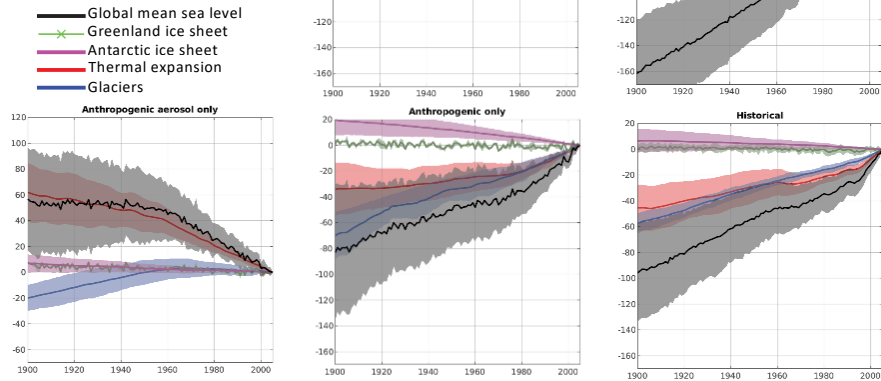 Global mean sea level
Greenland ice sheet
Antarctic ice sheet
Thermal expansion
Glaciers
-120
-140
-160
1900 1920 1940 1960 1980 2000
-120
-140
-160
1900 1920 1940 1960 1980 2000
Anthropogenic aerosol only
120
100
80
60
40
20
0
-20
-40
-60
1900 1920 1940 1960 1980 2000
Anthropogenic only
20
0
-20
-40
-60
-80
-100
-120
-140
-160
1900 1920 1940 1960 1980 2000
Historical
20
0
-20
-40
-60
-80
-100
-120
-140
-160
1900 1920 1940 1960 1980 2000